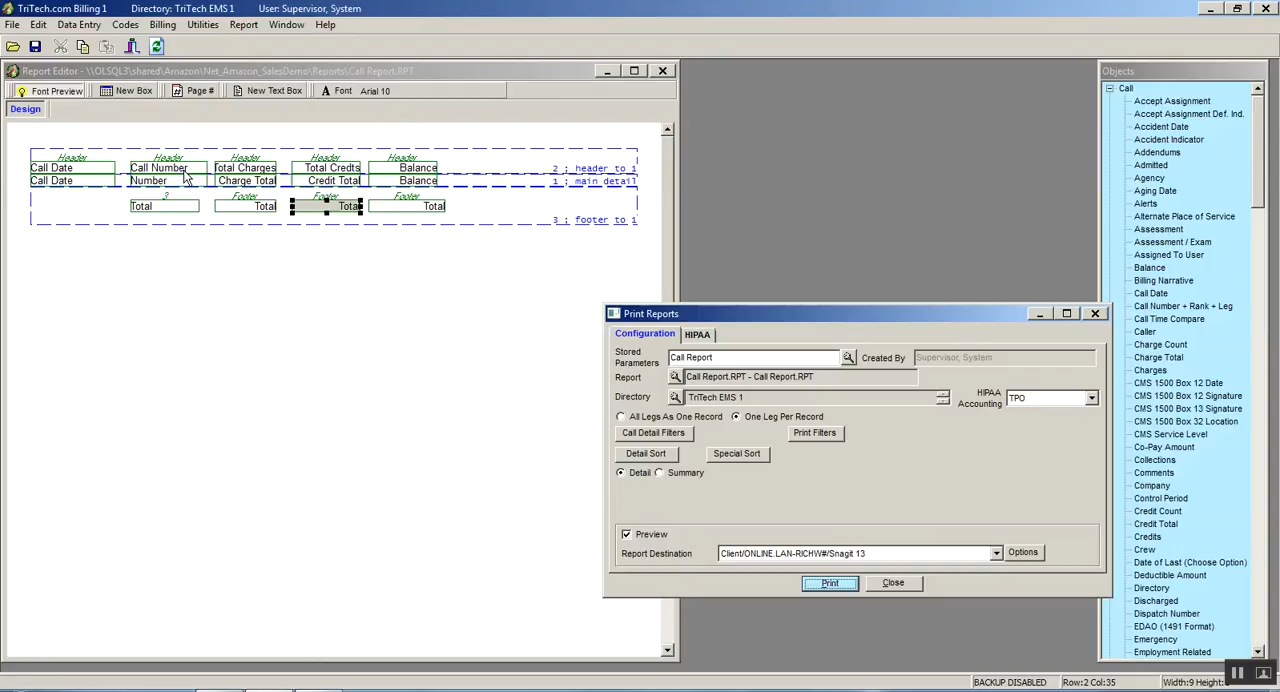 TriTech.com Billing 1 Directory: TriTech EMS 1 User: Supervisor, System
File Edit Data Entry Codes Billing Utilities Report Window Help
Report Editor - \\OLSQL3\shared\Amazon\Net_Amazon_SalesDemo\Reports\Call Report.RPT
Font Preview New Box Page # New Text Box A Font Arial 10
Design
Header Header Header Header Header
Call Date Call Number Total Charges Total Credts Balance 2 ; header to 1
Call Date Number Charge Total Credit Total Balance 1 ; main detail
3 Footer Footer Footer
Total Total Total Total
3 ; footer to 1
Print Reports
Configuration HIPAA
Stored Parameters Call Report Created By Supervisor, System
Report Call Report.RPT - Call Report.RPT
Directory TriTech EMS 1 HIPAA Accounting TPO
All Legs As One Record One Leg Per Record
Call Detail Filters Print Filters
Detail Sort Special Sort
Detail Summary
Preview
Report Destination Client/ONLINE.LAN-RICHW#/Snagit 13 Options
Print Close
Objects
Call
Accept Assignment
Accept Assignment Def. Ind.
Accident Date
Accident Indicator
Addendums
Admitted
Agency
Aging Date
Alerts
Alternate Place of Service
Assessment
Assessment / Exam
Assigned To User
Balance
Billing Narrative
Call Date
Call Number + Rank + Leg
Call Time Compare
Caller
Charge Count
Charge Total
Charges
CMS 1500 Box 12 Date
CMS 1500 Box 12 Signature
CMS 1500 Box 13 Signature
CMS 1500 Box 32 Location
CMS Service Level
Co-Pay Amount
Collections
Comments
Company
Control Period
Credit Count
Credit Total
Credits
Crew
Date of Last (Choose Option)
Deductible Amount
Directory
Discharged
Dispatch Number
EDAO (1491 Format)
Emergency
Employment Related
BACKUP DISABLED Row:2 Col:35 Width:9 Height: